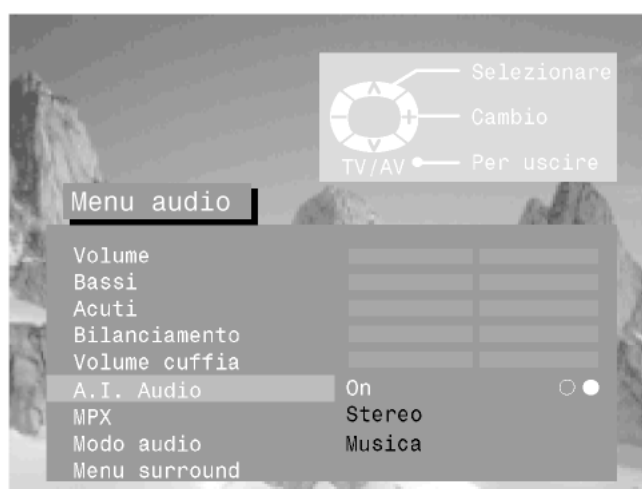 Selezionare
Cambio
TV/AV Per uscire
Menu audio
Volume
Bassi
Acuti
Bilanciamento
Volume cuffia
A.I. Audio On
MPX Stereo
Modo audio Musica
Menu surround